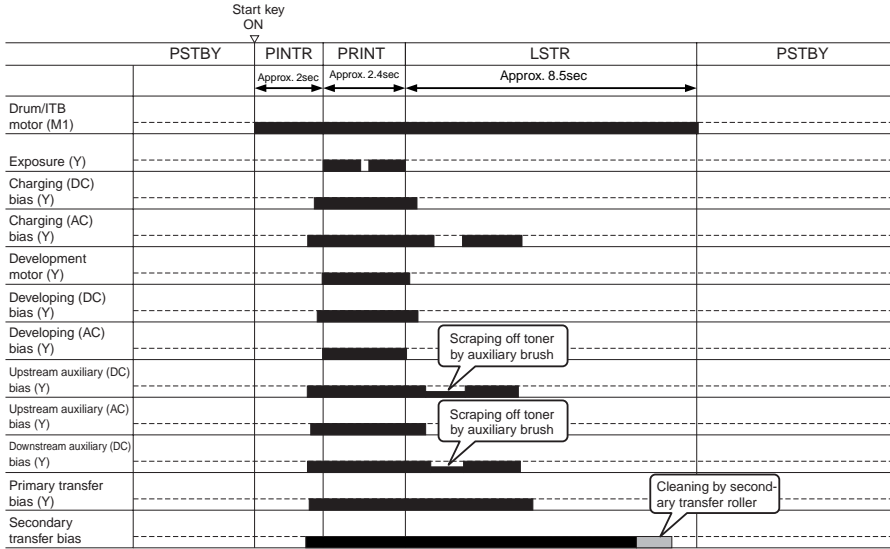 Start key
ON
PSTBY PINTR PRINT LSTR PSTBY
Approx. 2sec Approx. 2.4sec Approx. 8.5sec
Drum/ITB
motor (M1)
Exposure (Y)
Charging (DC)
bias (Y)
Charging (AC)
bias (Y)
Development
motor (Y)
Developing (DC)
bias (Y)
Developing (AC)
bias (Y)
Scraping off toner
by auxiliary brush
Upstream auxiliary (DC)
bias (Y)
Upstream auxiliary (AC)
bias (Y)
Scraping off toner
by auxiliary brush
Downstream auxiliary (DC)
bias (Y)
Primary transfer
bias (Y)
Cleaning by second-
ary transfer roller
Secondary
transfer bias